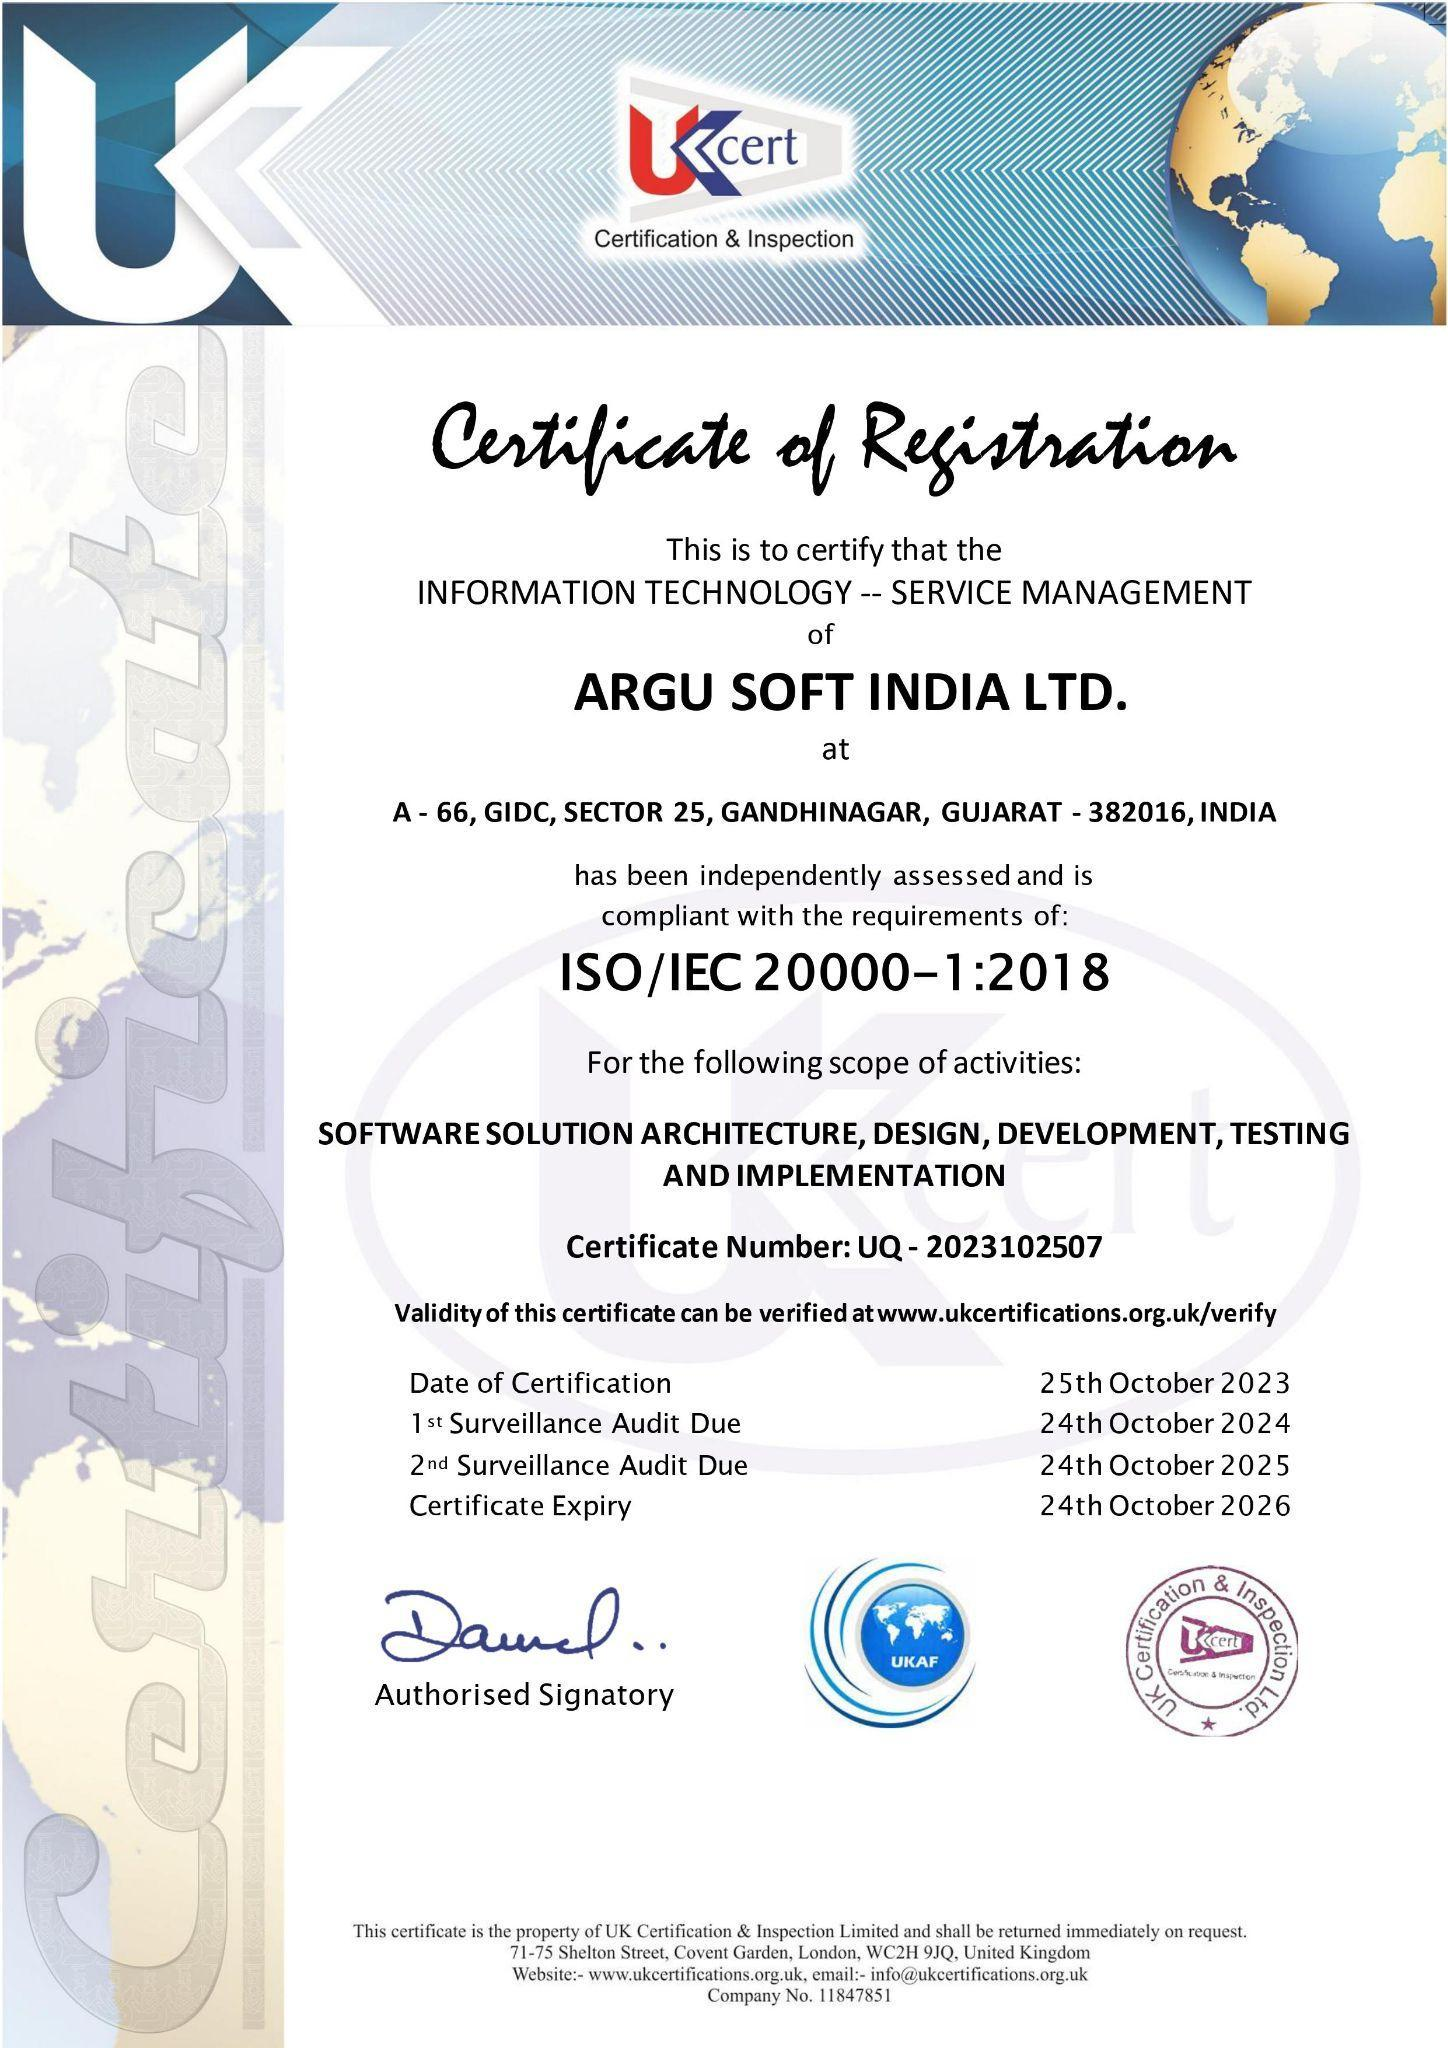 UKcert
Certification & Inspection
Certificate of Registration
This is to certify that the
INFORMATION TECHNOLOGY -- SERVICE MANAGEMENT
of
ARGU SOFT INDIA LTD.
at
A - 66, GIDC, SECTOR 25, GANDHINAGAR, GUJARAT - 382016, INDIA
has been independently assessed and is
compliant with the requirements of:
ISO/IEC 20000-1:2018
For the following scope of activities:
SOFTWARE SOLUTION ARCHITECTURE, DESIGN, DEVELOPMENT, TESTING
AND IMPLEMENTATION
Certificate Number: UQ - 2023102507
Validity of this certificate can be verified at www.ukcertifications.org.uk/verify
Date of Certification 25th October 2023
1st Surveillance Audit Due 24th October 2024
2nd Surveillance Audit Due 24th October 2025
Certificate Expiry 24th October 2026
Authorised Signatory
UKAF
UK Certification & Inspection Ltd.
UKcert
Certification & Inspection
This certificate is the property of UK Certification & Inspection Limited and shall be returned immediately on request.
71-75 Shelton Street, Covent Garden, London, WC2H 9JQ, United Kingdom
Website:- www.ukcertifications.org.uk, email:- info@ukcertifications.org.uk
Company No. 11847851
Certificate
UKcert